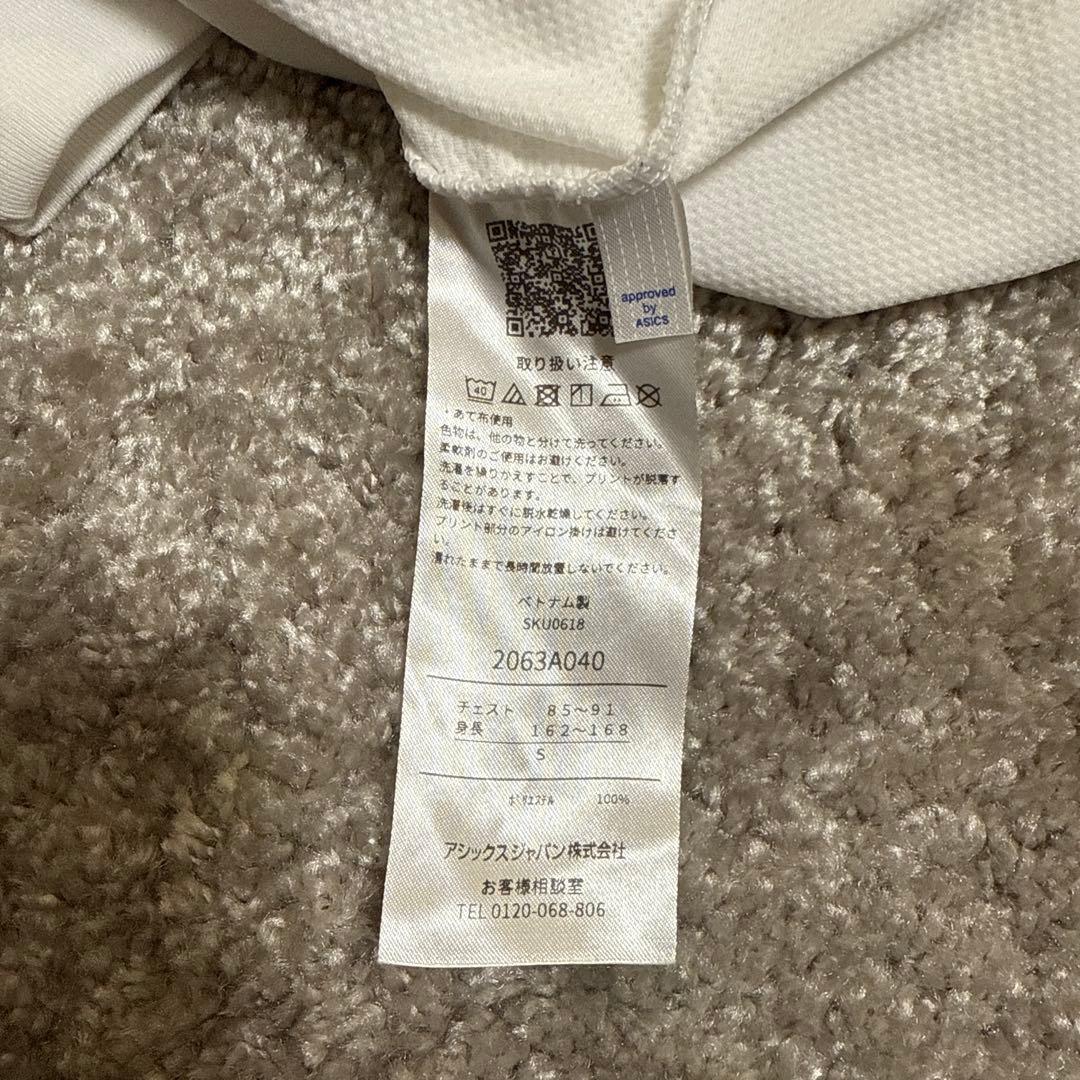 approved
by
ASICS
取り扱い注意
40
・あて布使用
色物は、他の物と分けて洗ってください。
柔軟剤のご使用はお避けください。
洗濯を繰りかえすことで、プリントが脱落す
ることがあります。
洗濯後はすぐに脱水乾燥してください。
プリント部分のアイロン掛けは避けてくださ
い。
濡れたままで長時間放置しないでください。
ベトナム製
SKU0618
2063A040
チェスト 85〜91
身長 162〜168
S
ポリエステル 100%
アシックスジャパン株式会社
お客様相談室
TEL 0120-068-806